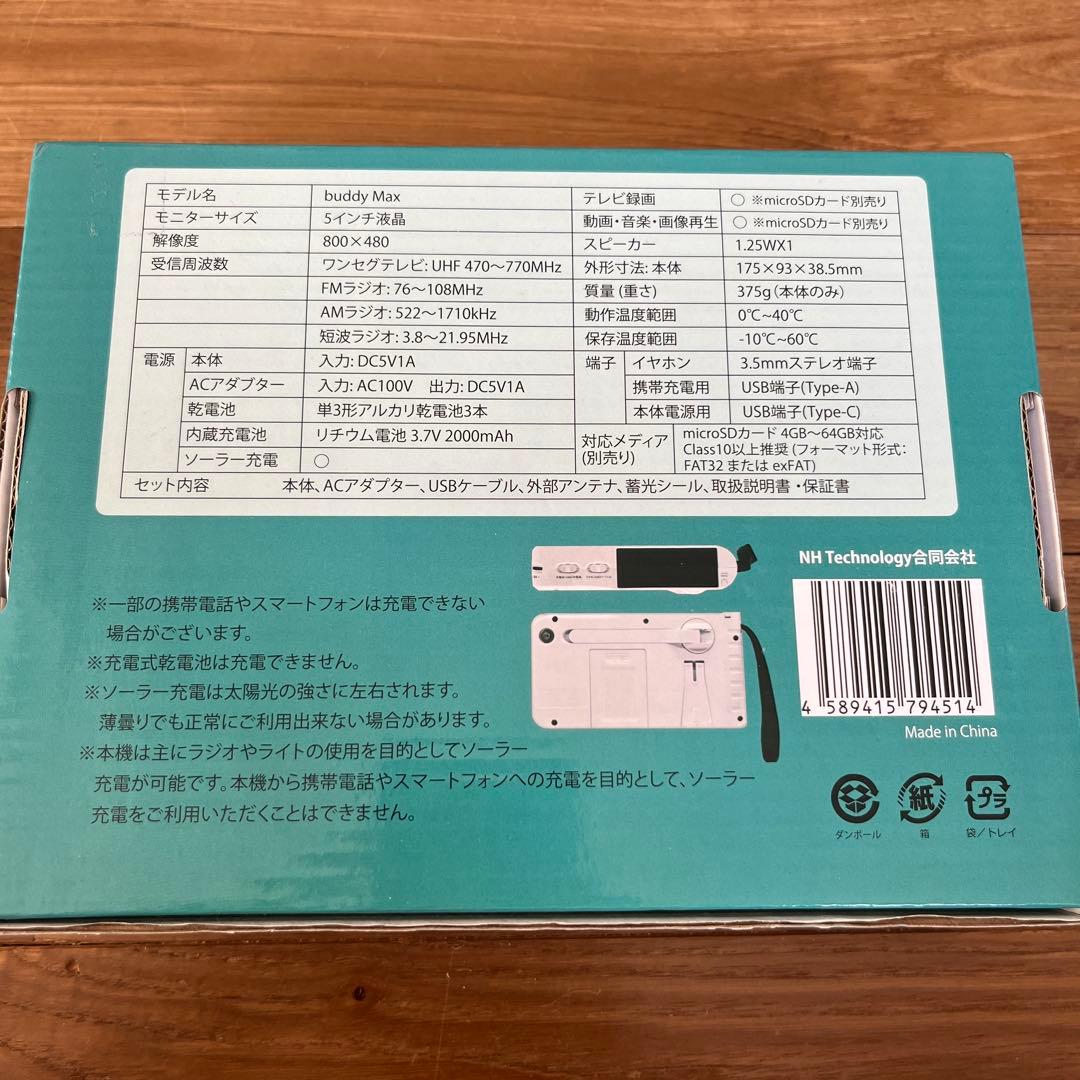 モデル名 buddy Max
モニターサイズ 5インチ液晶
解像度 800×480
受信周波数 ワンセグテレビ: UHF 470〜770MHz
FMラジオ: 76〜108MHz
AMラジオ: 522〜1710kHz
短波ラジオ: 3.8〜21.95MHz
電源 本体 入力: DC5V1A
ACアダブター 入力: AC100V 出力: DC5V1A
乾電池 単3形アルカリ乾電池3本
内蔵充電池 リチウム電池 3.7V 2000mAh
ソーラー充電 ○
テレビ録画 ○ ※microSDカード別売り
動画・音楽・画像再生 ○ ※microSDカード別売り
スピーカー 1.25WX1
外形寸法: 本体 175×93×38.5mm
質量 (重さ) 375g(本体のみ)
動作温度範囲 0℃~40℃
保存温度範囲 -10℃~60℃
端子 イヤホン 3.5mmステレオ端子
携帯充電用 USB端子(Type-A)
本体電源用 USB端子(Type-C)
対応メディア
(別売り)
microSDカード 4GB〜64GB対応
Class10以上推奨 (フォーマット形式:
FAT32 または exFAT)
セット内容 本体、ACアダプター、USBケーブル、外部アンテナ、蓄光シール、取扱説明書・保証書
NH Technology合同会社
※一部の携帯電話やスマートフォンは充電できない
場合がございます。
※充電式乾電池は充電できません。
※ソーラー充電は太陽光の強さに左右されます。
薄曇りでも正常にご利用出来ない場合があります。
※本機は主にラジオやライトの使用を目的としてソーラー
充電が可能です。本機から携帯電話やスマートフォンへの充電を目的として、ソーラー
充電をご利用いただくことはできません。
4 589415 794514
Made in China
紙
プラ
ダンボール
箱
袋/トレイ